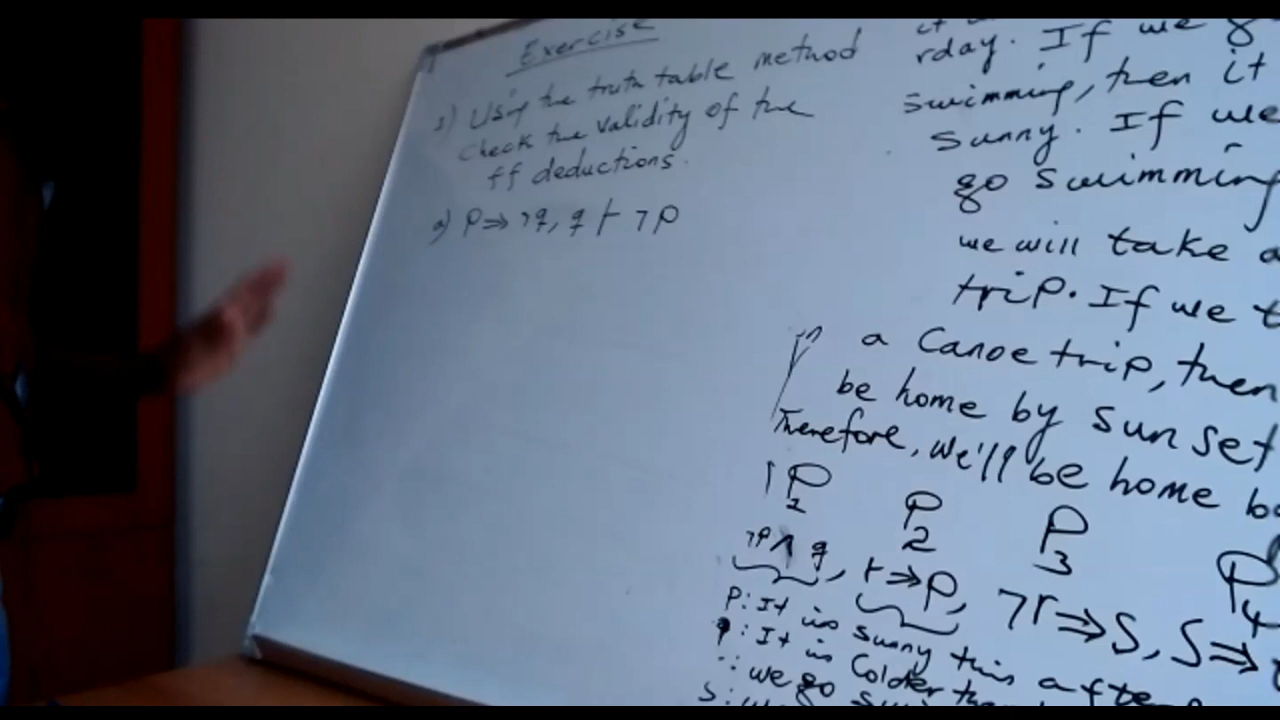 Exercise
1) Using the truth table method
check the validity of the
ff deductions.
a) P⇒¬q, q ⊢ ¬P
rday. If we g
swimming, then it
sunny. If we
go swimming
we will take a
trip. If we t
a Canoe trip, then
be home by sunset
Therefore, we'll be home b
P1 P2 P3 P4
¬P∧q, r⇒P, ¬r⇒S, S⇒
P: It is sunny this after
q: It is Colder than
we go
S: